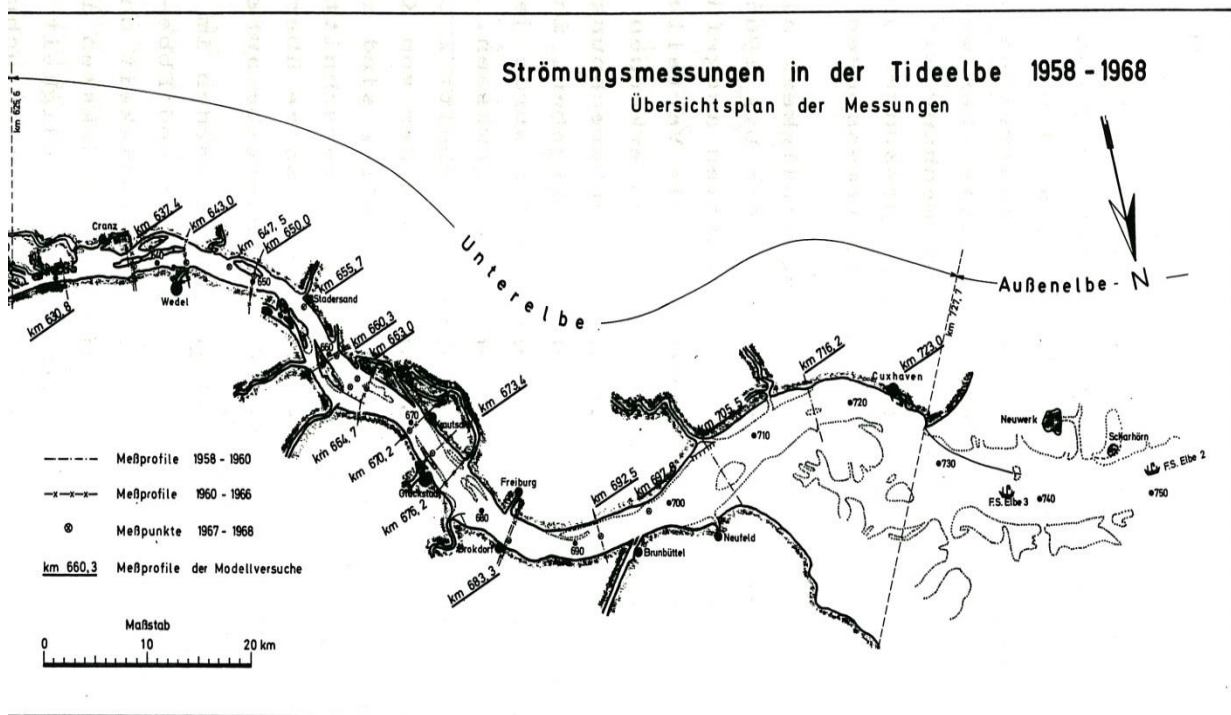 Strömungsmessungen in der Tideelbe 1958 - 1968
Übersichtsplan der Messungen
km 625,6
Unterelbe
km 727,7
Außenelbe
N
Cranz
km 637,4
km 643,0
km 647,5
km 650,0
640
650
Wedel
km 630,8
km 655,7
Stadersand
660
km 660,3
km 663,0
km 664,7
km 673,4
670
km 670,2
Glückstadt
km 676,2
Freiburg
680
Brokdorf
km 683,3
690
km 692,5
km 697,8
700
Brunbüttel
Neufeld
km 705,5
710
km 716,2
720
km 723,0
Cuxhaven
730
Neuwerk
Scharhörn
F.S. Elbe 2
F.S. Elbe 3
740
750
Meßprofile 1958 - 1960
Meßprofile 1960 - 1966
Meßpunkte 1967 - 1968
km 660,3 Meßprofile der Modellversuche
Maßstab
0 10 20 km